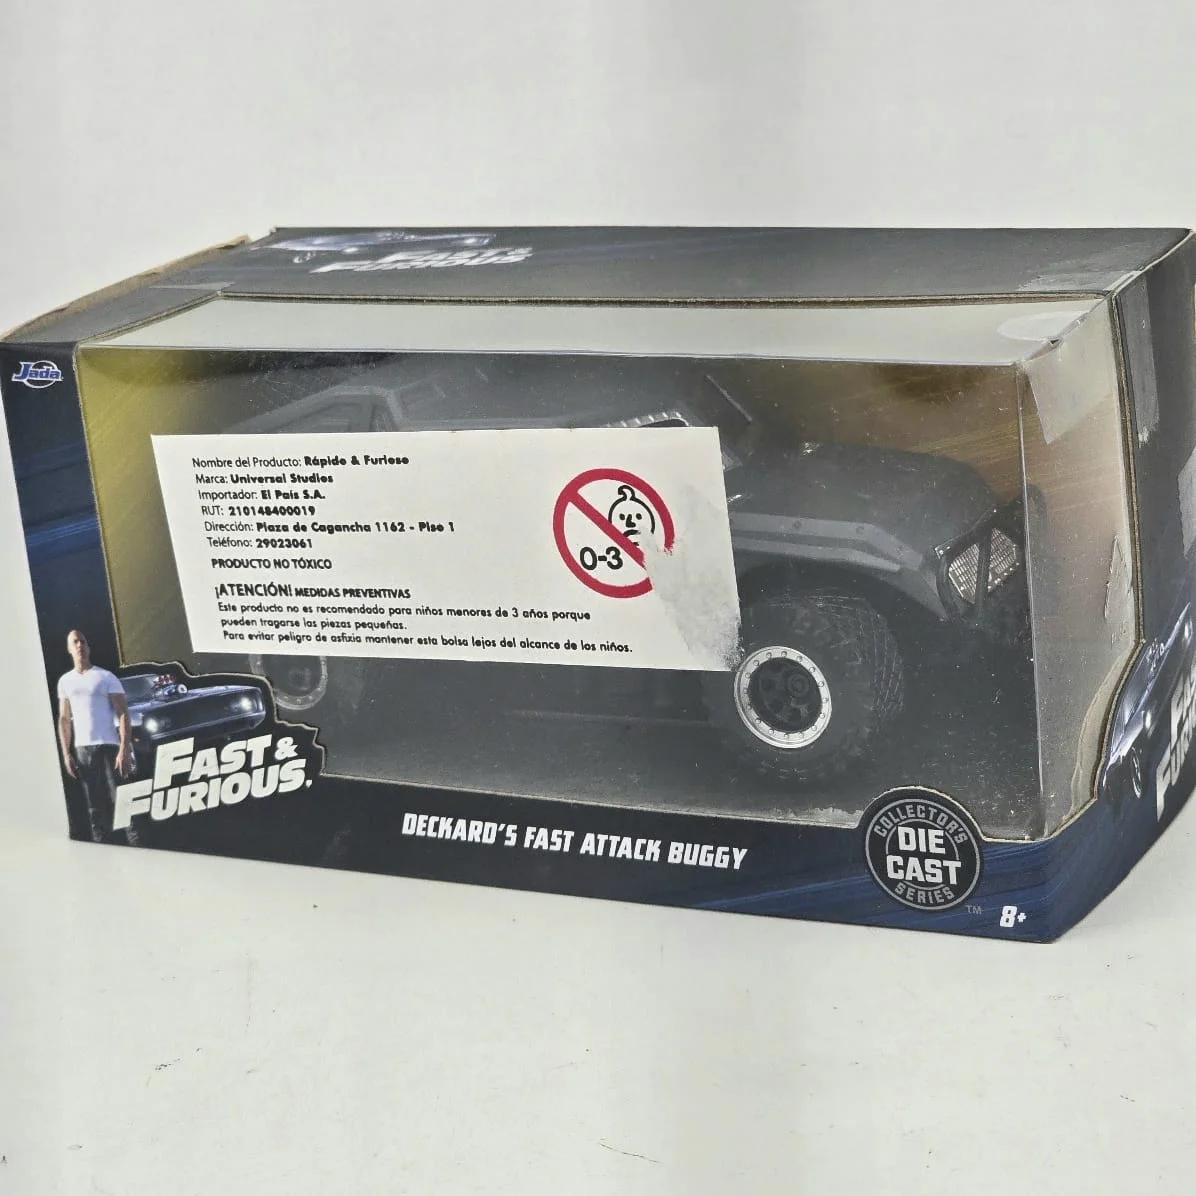 FAST &
FURIOUS
Jada
Nombre del Producto: Rápido & Furioso
Marca: Universal Studios
Importador: El País S.A.
RUT: 210148400019
Dirección: Plaza de Cagancha 1162 - Piso 1
Teléfono: 29023061
PRODUCTO NO TÓXICO
¡ATENCIÓN! MEDIDAS PREVENTIVAS
Este producto no es recomendado para niños menores de 3 años porque
pueden tragarse las piezas pequeñas.
Para evitar peligro de asfixia mantener esta bolsa lejos del alcance de los niños.
0-3
FAST &
FURIOUS.
DECKARD'S FAST ATTACK BUGGY
COLLECTOR'S
DIE
CAST
SERIES
TM
8+